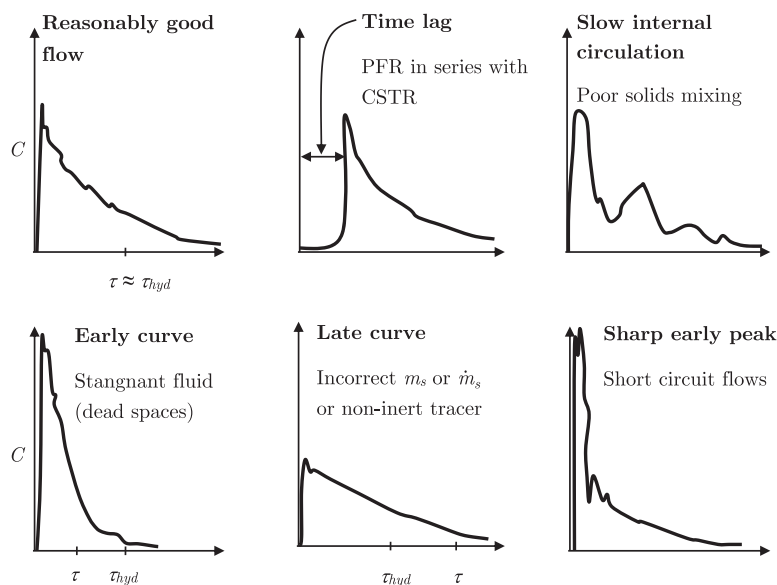 Reasonably good
flow
C
τ ≈ τhyd
Time lag
PFR in series with
CSTR
Slow internal
circulation
Poor solids mixing
Early curve
Stangnant fluid
(dead spaces)
C
τ
τhyd
Late curve
Incorrect mₛ or ṁₛ
or non-inert tracer
τhyd
τ
Sharp early peak
Short circuit flows